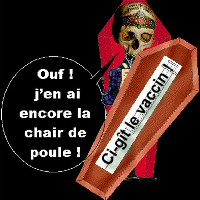 Ouf !
j'en ai
encore la
chair de
poule !
Ci-gît le vaccin